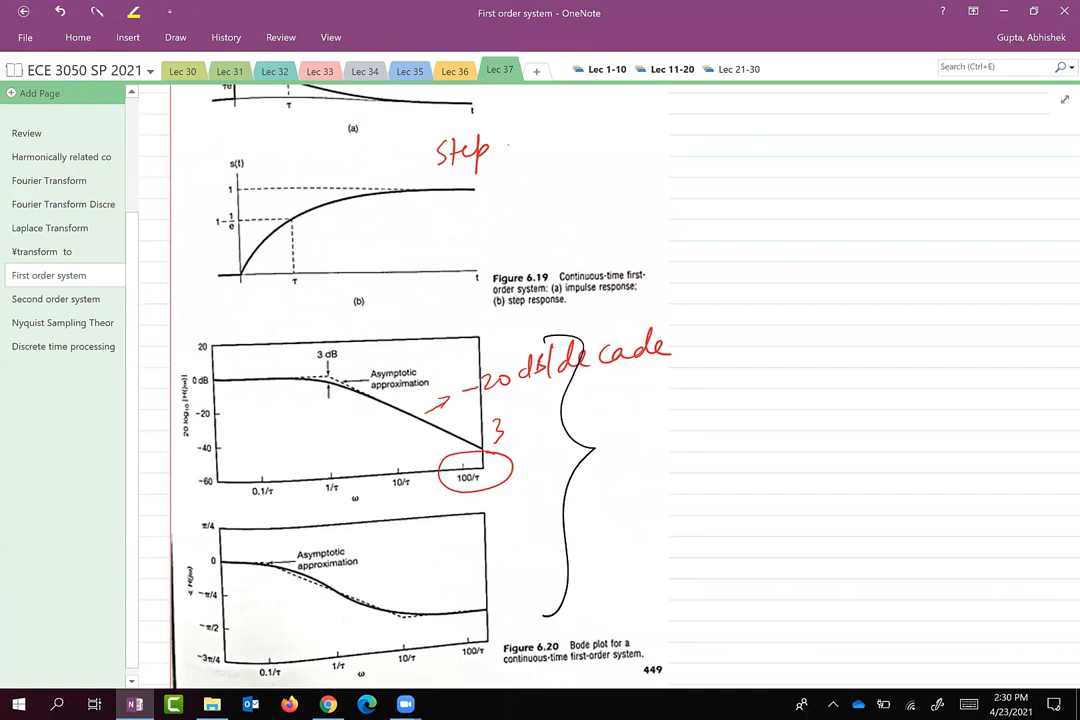 First order system - OneNote
?
File Home Insert Draw History Review View
Gupta, Abhishek
ECE 3050 SP 2021
Lec 30 Lec 31 Lec 32 Lec 33 Lec 34 Lec 35 Lec 36 Lec 37 + Lec 1-10 Lec 11-20 Lec 21-30
Search (Ctrl+E)
Add Page
Review
Harmonically related co
Fourier Transform
Fourier Transform Discre
Laplace Transform
¥transform to
First order system
Second order system
Nyquist Sampling Theor
Discrete time processing
τ
t
(a)
step
s(t)
1
1-1/e
τ
t
(b)
Figure 6.19 Continuous-time first-
order system: (a) impulse response;
(b) step response.
20
0 dB
-20
-40
-60
20 log10 |H(jω)|
3 dB
Asymptotic
approximation
-20 dB/decade
3
0.1/τ 1/τ 10/τ 100/τ
ω
π/4
0
-π/4
-π/2
-3π/4
∢ H(jω)
Asymptotic
approximation
0.1/τ 1/τ 10/τ 100/τ
ω
Figure 6.20 Bode plot for a
continuous-time first-order system.
449
2:30 PM
4/23/2021